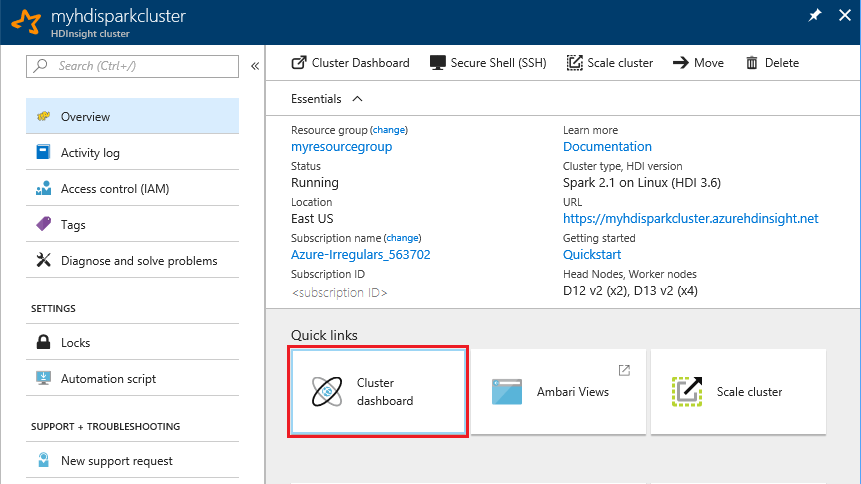 myhdisparkcluster
HDInsight cluster
Search (Ctrl+/)
Overview
Activity log
Access control (IAM)
Tags
Diagnose and solve problems
SETTINGS
Locks
Automation script
SUPPORT + TROUBLESHOOTING
New support request
Cluster Dashboard
Secure Shell (SSH)
Scale cluster
Move
Delete
Essentials
Resource group (change)
myresourcegroup
Status
Running
Location
East US
Subscription name (change)
Azure-Irregulars_563702
Subscription ID
<subscription ID>
Learn more
Documentation
Cluster type, HDI version
Spark 2.1 on Linux (HDI 3.6)
URL
https://myhdisparkcluster.azurehdinsight.net
Getting started
Quickstart
Head Nodes, Worker nodes
D12 v2 (x2), D13 v2 (x4)
Quick links
Cluster
dashboard
Ambari Views
Scale cluster